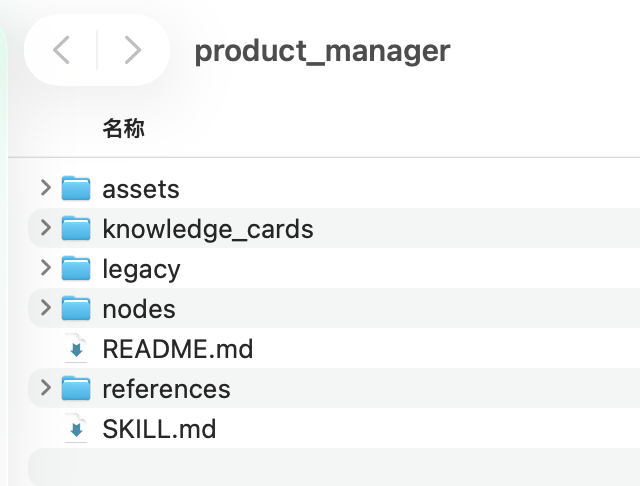 product_manager
名称
assets
knowledge_cards
legacy
nodes
README.md
references
SKILL.md